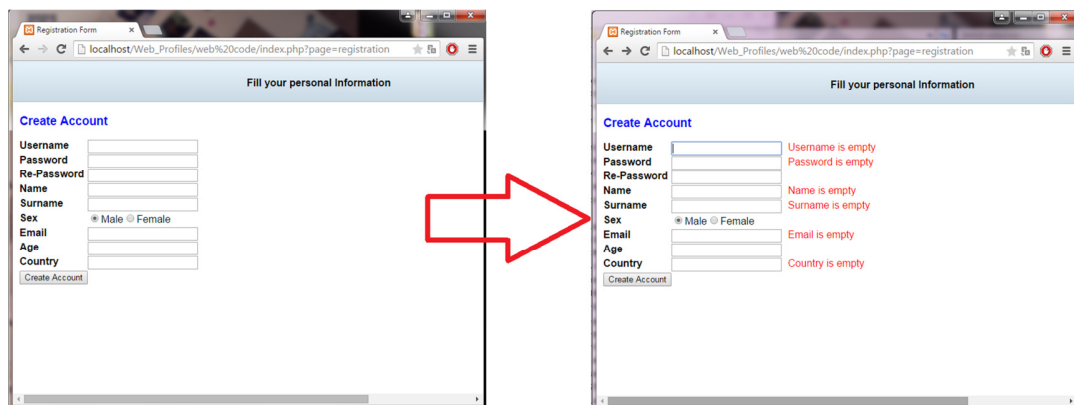 Registration Form
localhost/Web_Profiles/web%20code/index.php?page=registration
Fill your personal Information
Create Account
Username
Password
Re-Password
Name
Surname
Sex Male Female
Email
Age
Country
Create Account
Registration Form
localhost/Web_Profiles/web%20code/index.php?page=registration
Fill your personal Information
Create Account
Username Username is empty
Password Password is empty
Re-Password
Name Name is empty
Surname Surname is empty
Sex Male Female
Email Email is empty
Age
Country Country is empty
Create Account